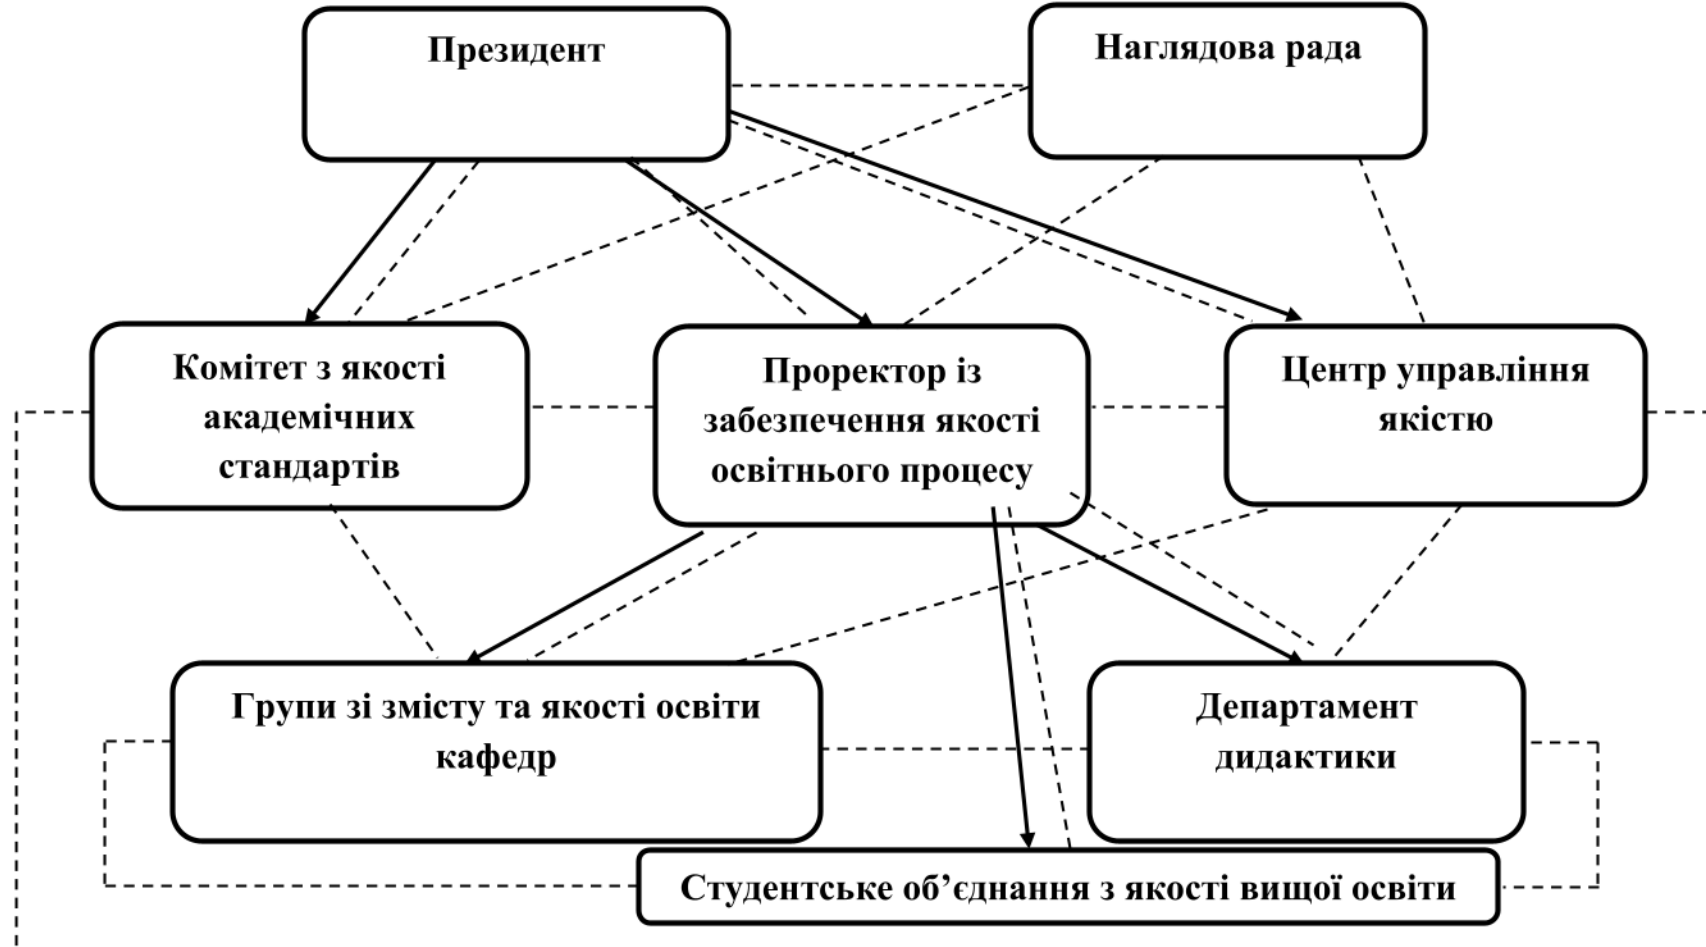 Президент
Наглядова рада
Комітет з якості
академічних
стандартів
Проректор із
забезпечення якості
освітнього процесу
Центр управління
якістю
Групи зі змісту та якості освіти
кафедр
Департамент
дидактики
Студентське об’єднання з якості вищої освіти